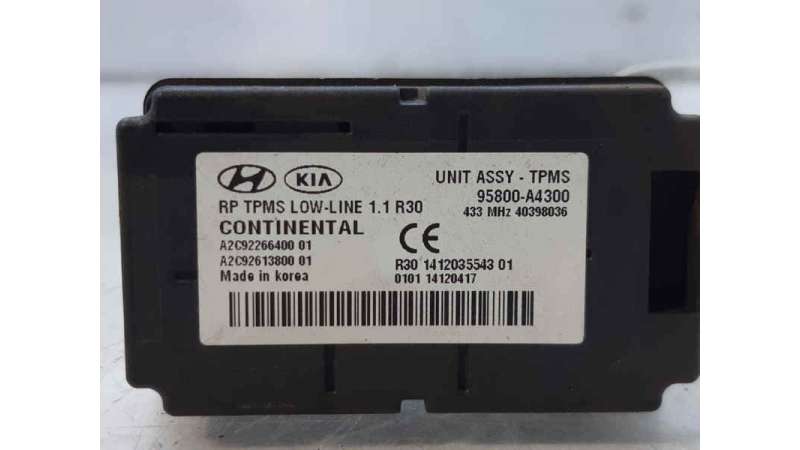 KIA
UNIT ASSY - TPMS
95800-A4300
433 MHz 40398036
RP TPMS LOW-LINE 1.1 R30
CONTINENTAL
A2C92266400 01
A2C92613800 01
Made in korea
CE
R30 1412035543 01
0101 14120417